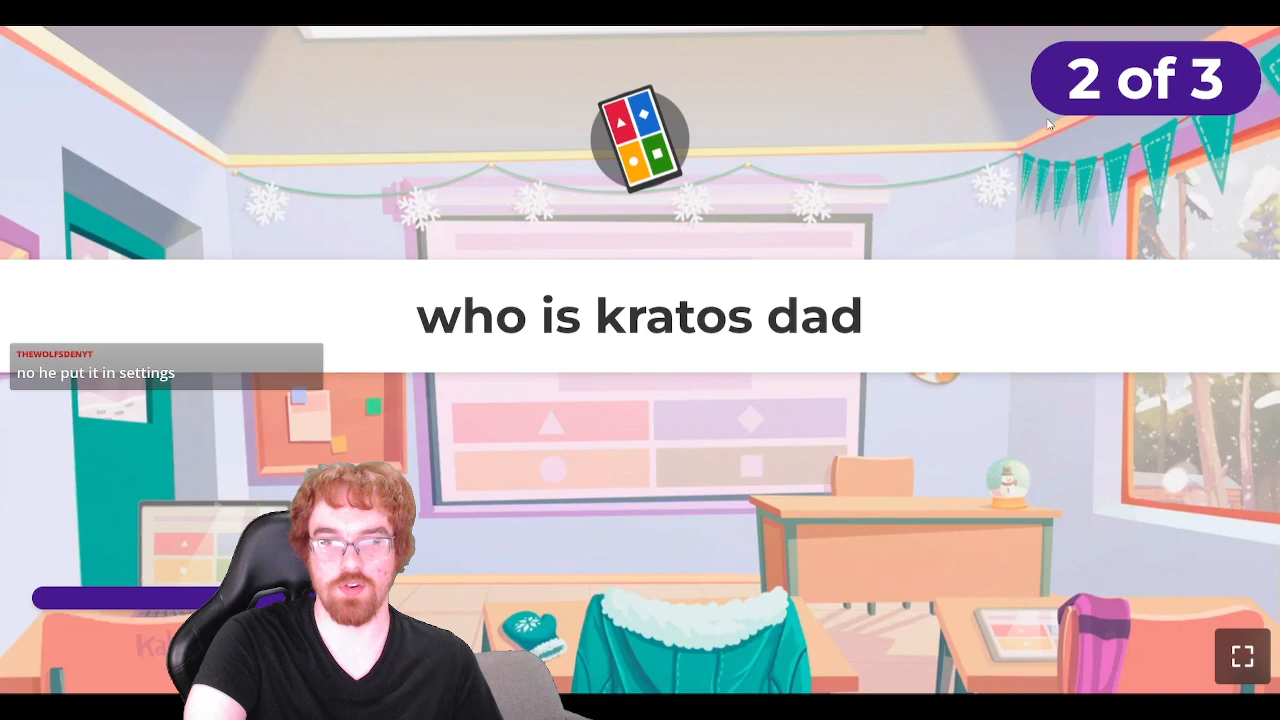 2 of 3
who is kratos dad
THEWOLFSDENYT
no he put it in settings